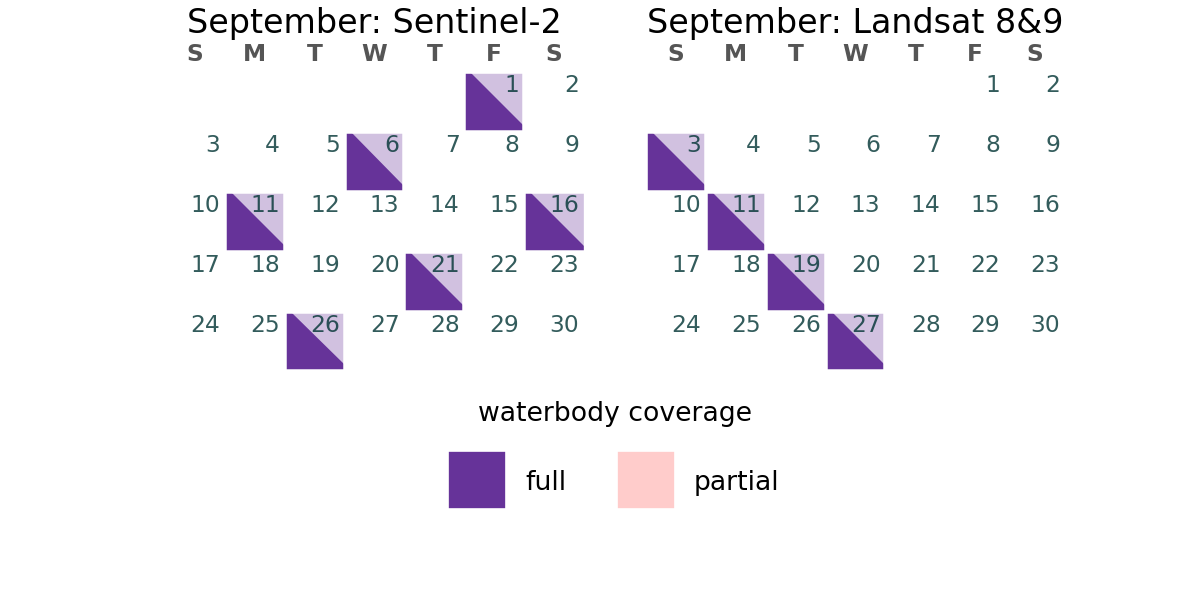 September: Sentinel-2
S M T W T F S
1 2
3 4 5 6 7 8 9
10 11 12 13 14 15 16
17 18 19 20 21 22 23
24 25 26 27 28 29 30
September: Landsat 8&9
S M T W T F S
1 2
3 4 5 6 7 8 9
10 11 12 13 14 15 16
17 18 19 20 21 22 23
24 25 26 27 28 29 30
waterbody coverage
full partial